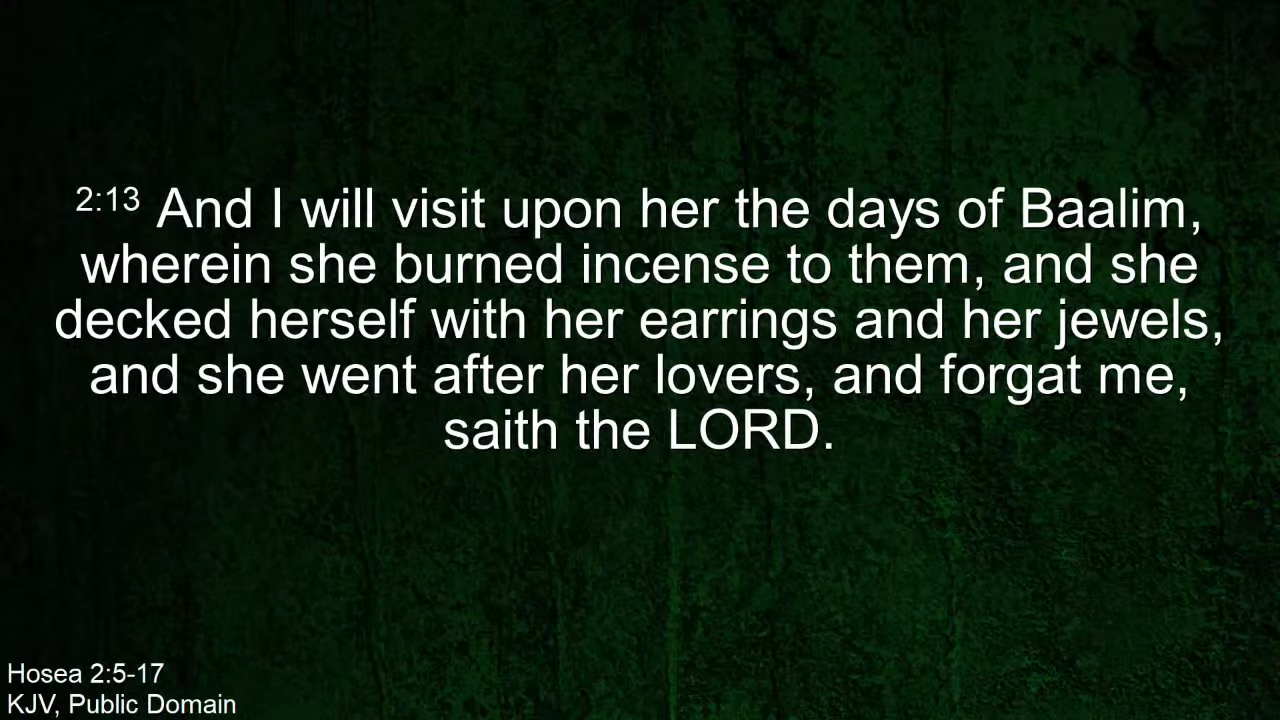 2:13 And I will visit upon her the days of Baalim,
wherein she burned incense to them, and she
decked herself with her earrings and her jewels,
and she went after her lovers, and forgat me,
saith the LORD.
Hosea 2:5-17
KJV, Public Domain